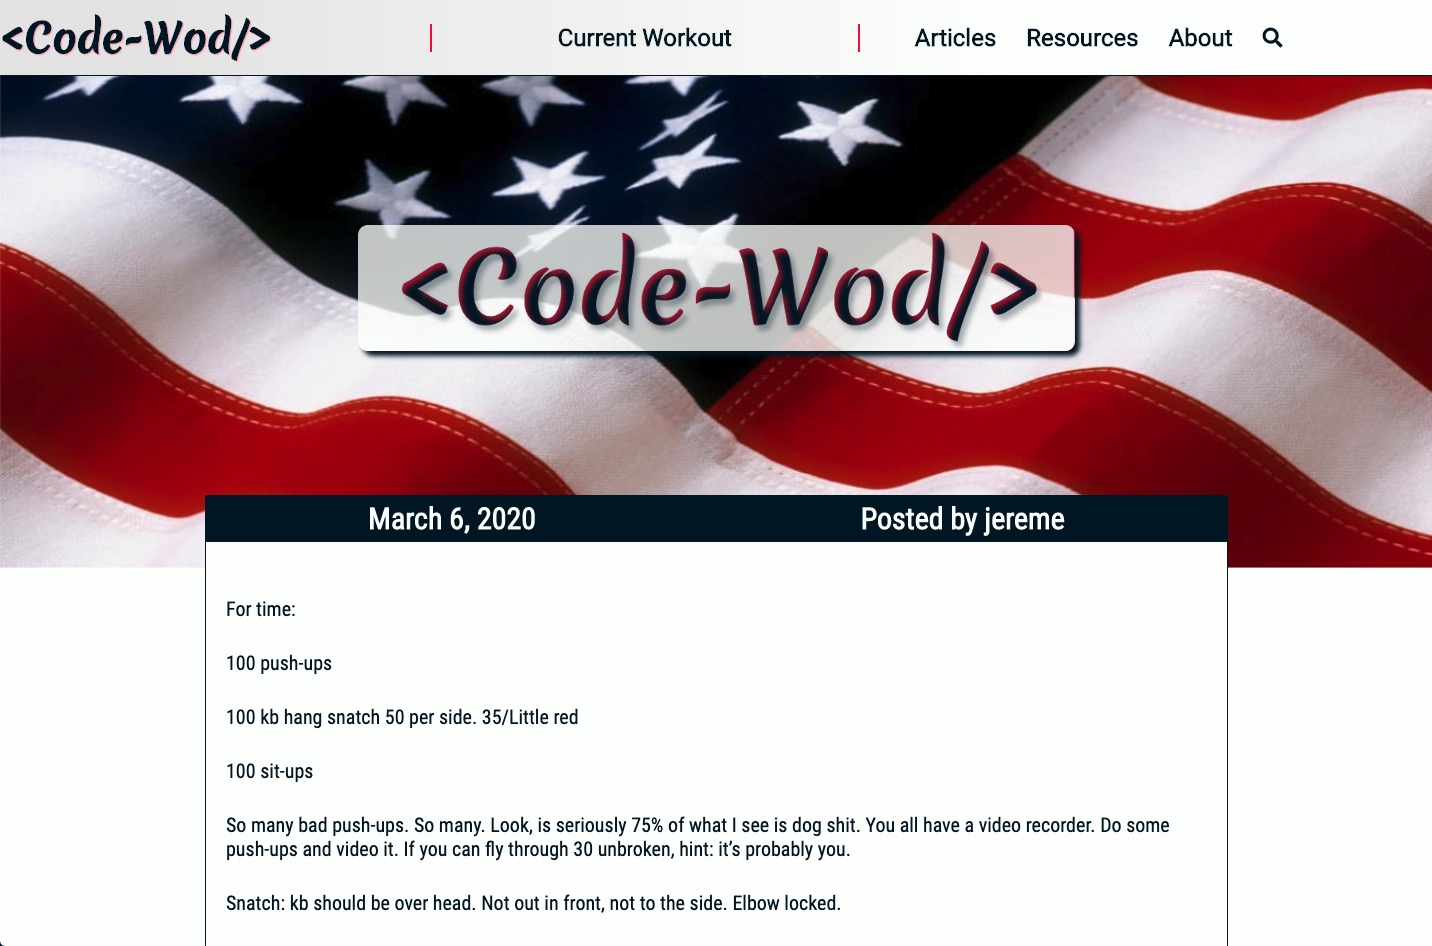 <Code-Wod/>
Current Workout
Articles Resources About
<Code-Wod/>
March 6, 2020
Posted by jereme
For time:
100 push-ups
100 kb hang snatch 50 per side. 35/Little red
100 sit-ups
So many bad push-ups. So many. Look, is seriously 75% of what I see is dog shit. You all have a video recorder. Do some
push-ups and video it. If you can fly through 30 unbroken, hint: it’s probably you.
Snatch: kb should be over head. Not out in front, not to the side. Elbow locked.